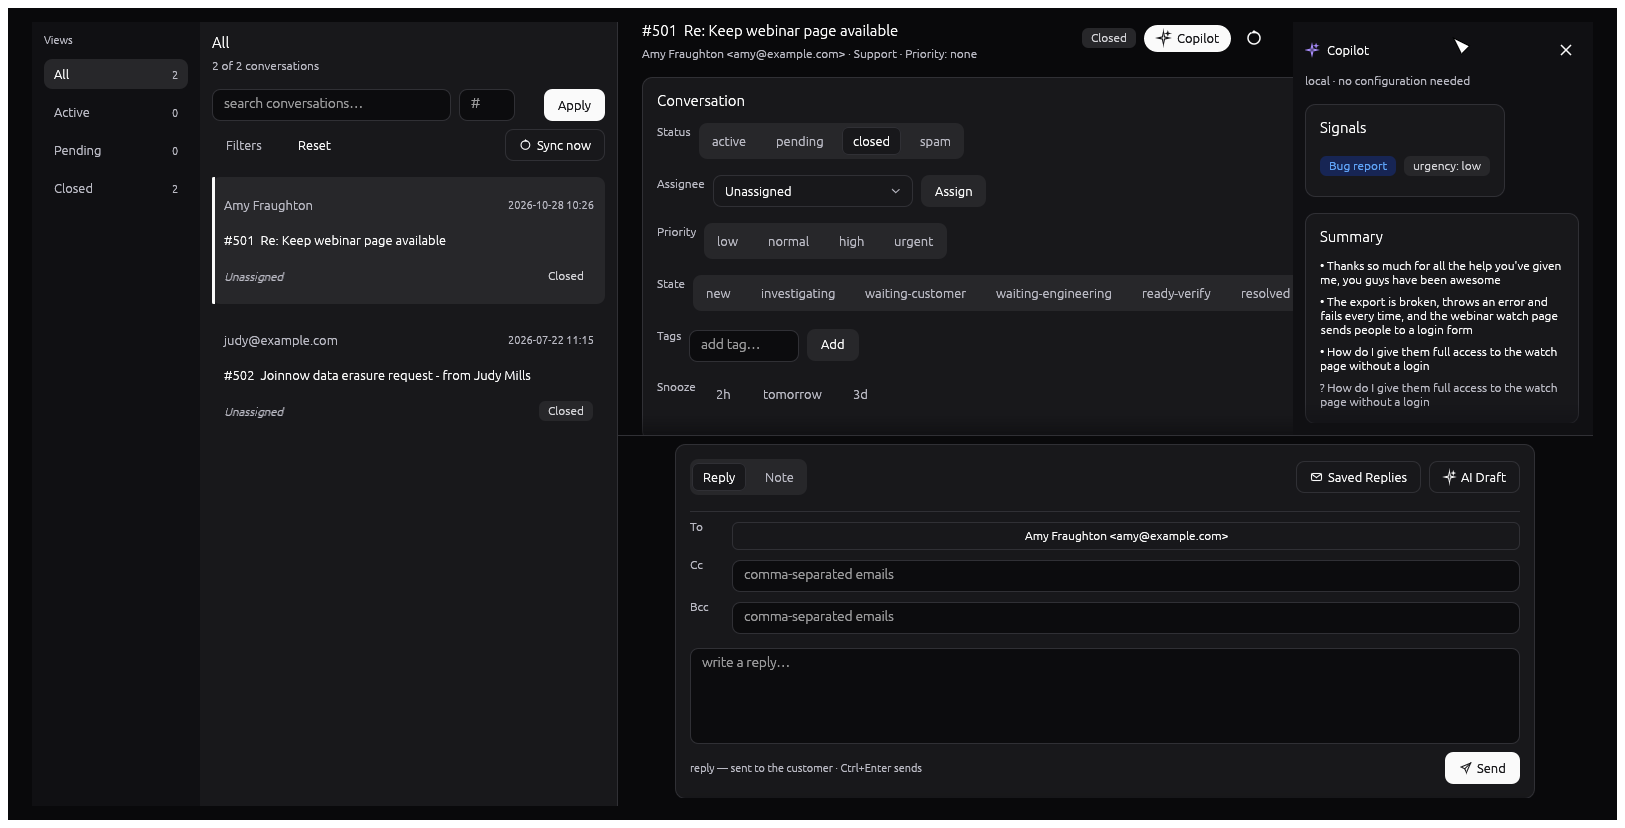 Views
All 2
Active 0
Pending 0
Closed 2
All
2 of 2 conversations
search conversations...
#
Apply
Filters
Reset
Sync now
Amy Fraughton
2026-10-28 10:26
#501 Re: Keep webinar page available
Unassigned
Closed
judy@example.com
2026-07-22 11:15
#502 Joinnow data erasure request - from Judy Mills
Unassigned
Closed
#501 Re: Keep webinar page available
Amy Fraughton <amy@example.com> · Support · Priority: none
Closed
Copilot
Conversation
Status
active
pending
closed
spam
Assignee
Unassigned
Assign
Priority
low
normal
high
urgent
State
new
investigating
waiting-customer
waiting-engineering
ready-verify
resolved
Tags
add tag...
Add
Snooze
2h
tomorrow
3d
Copilot
local · no configuration needed
Signals
Bug report
urgency: low
Summary
• Thanks so much for all the help you've given
me, you guys have been awesome
• The export is broken, throws an error and
fails every time, and the webinar watch page
sends people to a login form
• How do I give them full access to the watch
page without a login
? How do I give them full access to the watch
page without a login
Reply
Note
Saved Replies
AI Draft
To
Amy Fraughton <amy@example.com>
Cc
comma-separated emails
Bcc
comma-separated emails
write a reply...
reply — sent to the customer · Ctrl+Enter sends
Send